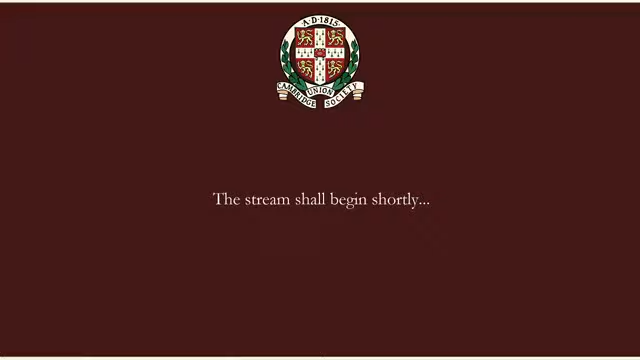 A·D·1815·
CAMBRIDGE UNION SOCIETY
The stream shall begin shortly...